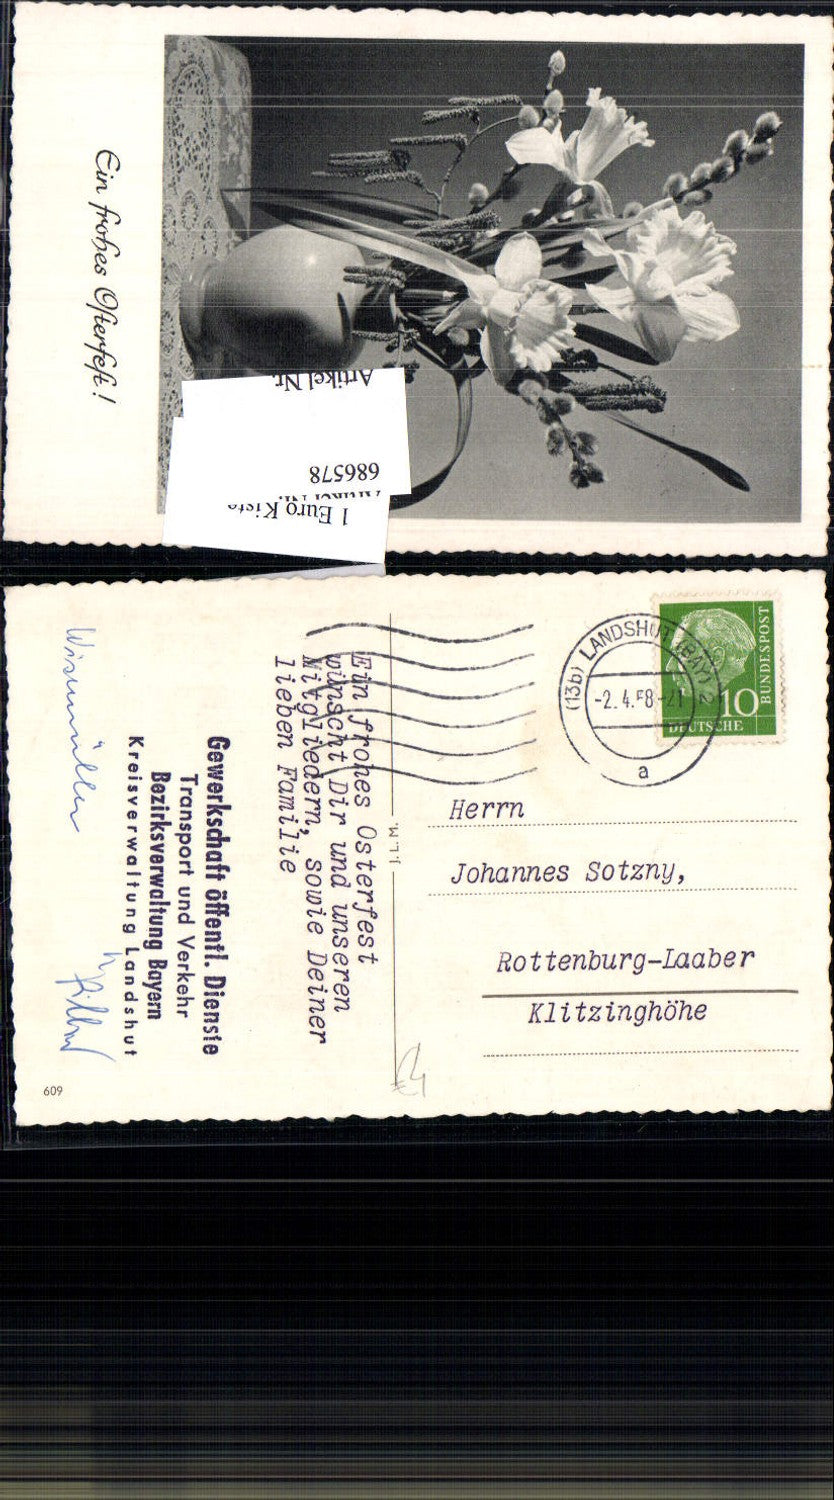 Ein frohes Osterfest!
Artikel Nr.
686578
Artikel Nr.
1 Euro Kiste
(13b) LANDSHUT (BAY) 2
-2.4.58-21
a
10
DEUTSCHE
BUNDESPOST
Ein frohes Osterfest
wünscht Dir und unseren
Mitgliedern, sowie Deiner
lieben Familie
Gewerkschaft öffentl. Dienste
Transport und Verkehr
Bezirksverwaltung Bayern
Kreisverwaltung Landshut
J.L.M.
Herrn
Johannes Sotzny,
Rottenburg-Laaber
Klitzinghöhe
609